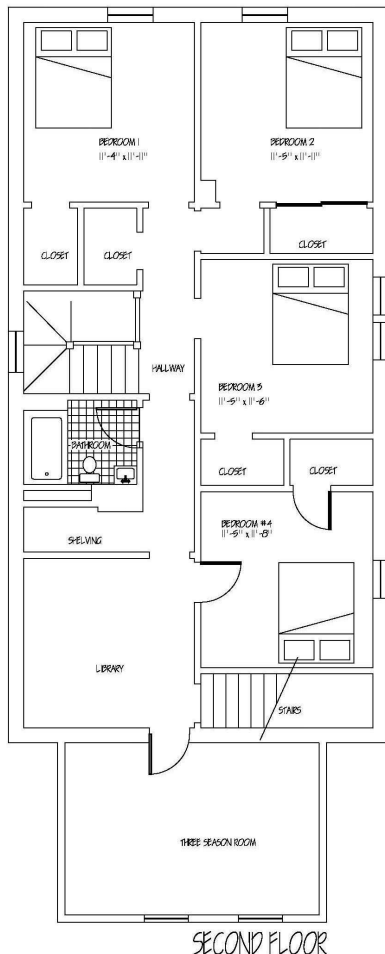 BEDROOM 1
11'-4" x 11'-11"
BEDROOM 2
11'-5" x 11'-11"
CLOSET
CLOSET
CLOSET
HALLWAY
BEDROOM 3
11'-5" x 11'-6"
BATHROOM
CLOSET
CLOSET
BEDROOM #4
11'-5" x 11'-8"
SHELVING
LIBRARY
STAIRS
THREE SEASON ROOM
SECOND FLOOR